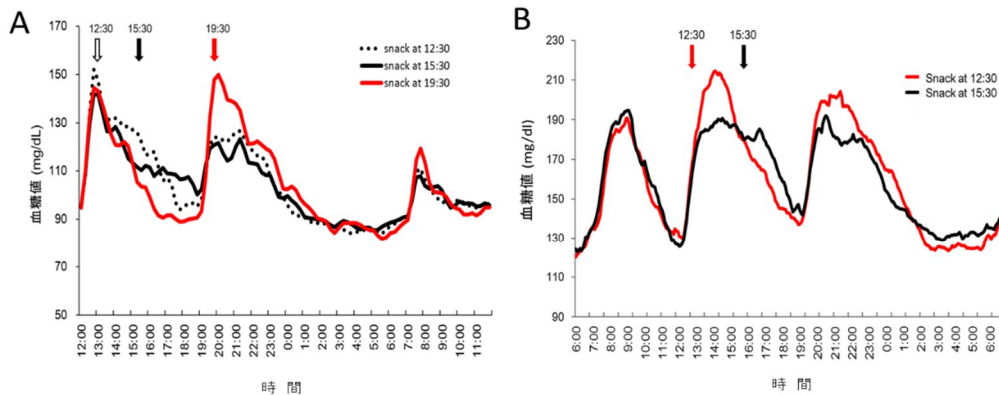 A
12:30 15:30 19:30
snack at 12:30
snack at 15:30
snack at 19:30
170
150
130
110
90
70
50
血糖値 (mg/dL)
12:00 13:00 14:00 15:00 16:00 17:00 18:00 19:00 20:00 21:00 22:00 23:00 0:00 1:00 2:00 3:00 4:00 5:00 6:00 7:00 8:00 9:00 10:00 11:00
時 間
B
12:30 15:30
Snack at 12:30
Snack at 15:30
230
210
190
170
150
130
110
90
血糖値 (mg/dl)
6:00 7:00 8:00 9:00 10:00 11:00 12:00 13:00 14:00 15:00 16:00 17:00 18:00 19:00 20:00 21:00 22:00 23:00 0:00 1:00 2:00 3:00 4:00 5:00 6:00
時 間